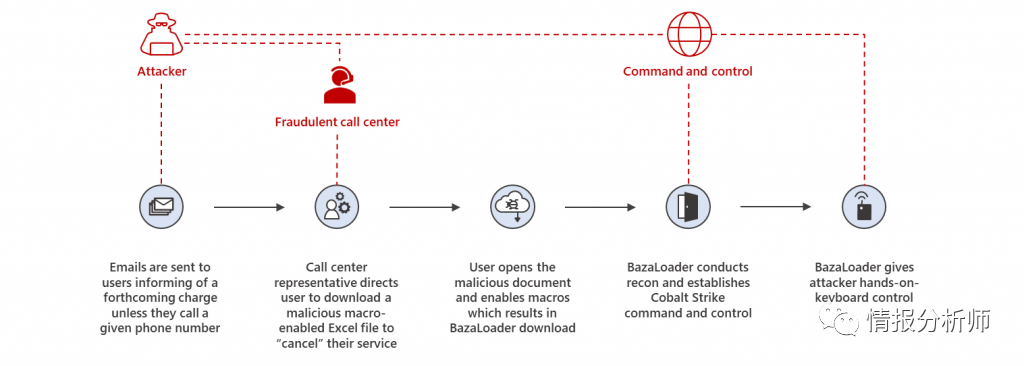 Attacker
Command and control
Fraudulent call center
Emails are sent to
users informing of a
forthcoming charge
unless they call a
given phone number
Call center
representative directs
user to download a
malicious macro-
enabled Excel file to
“cancel” their service
User opens the
malicious document
and enables macros
which results in
BazaLoader download
BazaLoader conducts
recon and establishes
Cobalt Strike
command and control
BazaLoader gives
attacker hands-on-
keyboard control
情报分析师